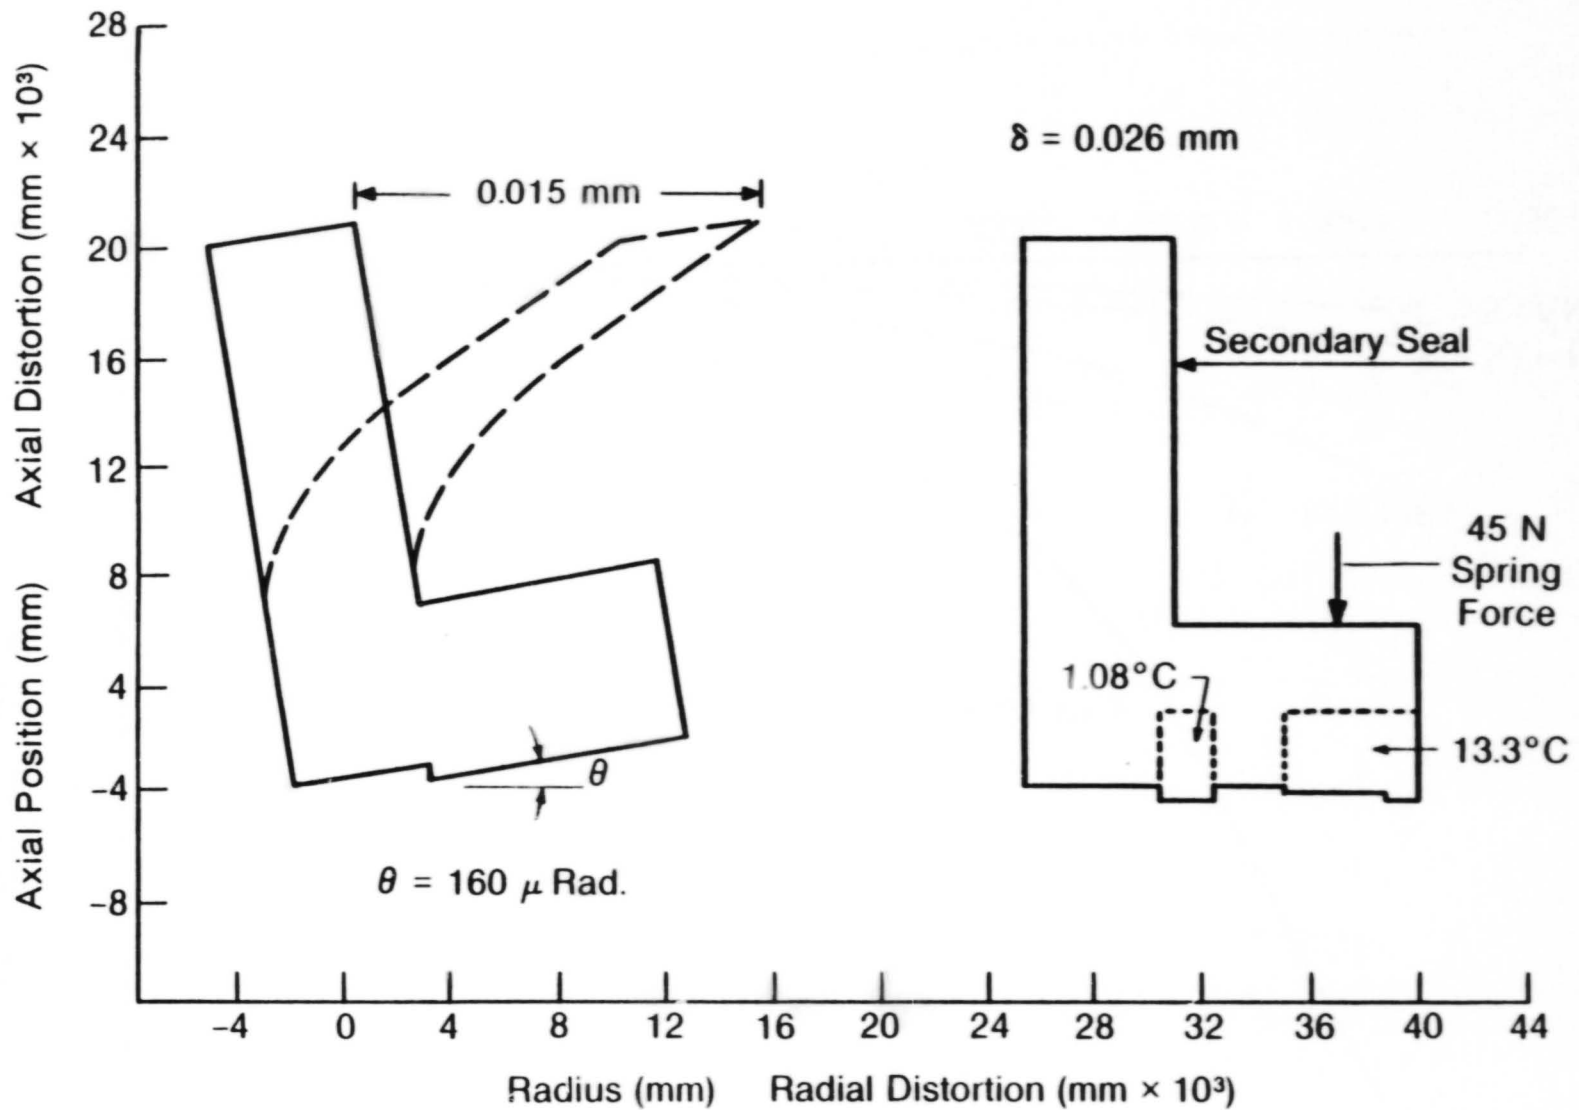 28
24
20
16
12
8
4
-4
-8
Axial Distortion (mm × 10³)
Axial Position (mm)
0.015 mm
δ = 0.026 mm
Secondary Seal
45 N
Spring
Force
1.08°C
13.3°C
θ
θ = 160 μ Rad.
-4 0 4 8 12 16 20 24 28 32 36 40 44
Radius (mm) Radial Distortion (mm × 10³)